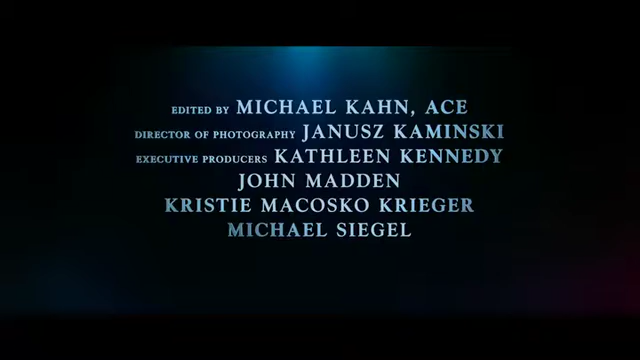 EDITED BY MICHAEL KAHN, ACE
DIRECTOR OF PHOTOGRAPHY JANUSZ KAMINSKI
EXECUTIVE PRODUCERS KATHLEEN KENNEDY
JOHN MADDEN
KRISTIE MACOSKO KRIEGER
MICHAEL SIEGEL